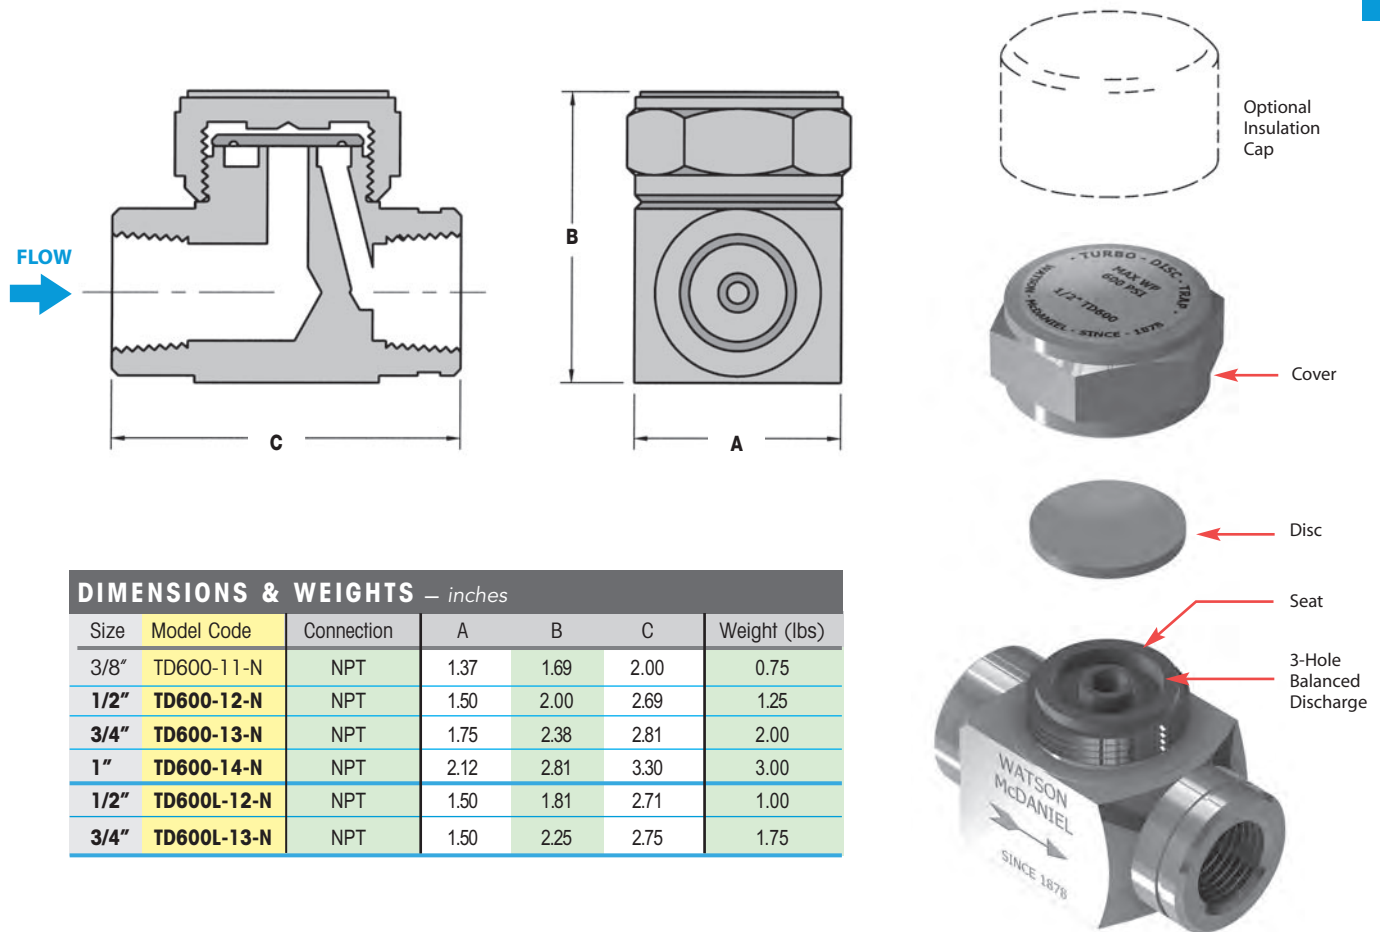 FLOW
B
C
A
Optional
Insulation
Cap
· TURBO - DISC - TRAP ·
WATSON McDANIEL - SINCE - 1878
MAX WP
600 PSI
1/2" TD600
Cover
Disc
Seat
3-Hole
Balanced
Discharge
WATSON
McDANIEL
SINCE 1878
DIMENSIONS & WEIGHTS – inches
Size Model Code Connection A B C Weight (lbs)
3/8″ TD600-11-N NPT 1.37 1.69 2.00 0.75
1/2″ TD600-12-N NPT 1.50 2.00 2.69 1.25
3/4″ TD600-13-N NPT 1.75 2.38 2.81 2.00
1″ TD600-14-N NPT 2.12 2.81 3.30 3.00
1/2″ TD600L-12-N NPT 1.50 1.81 2.71 1.00
3/4″ TD600L-13-N NPT 1.50 2.25 2.75 1.75